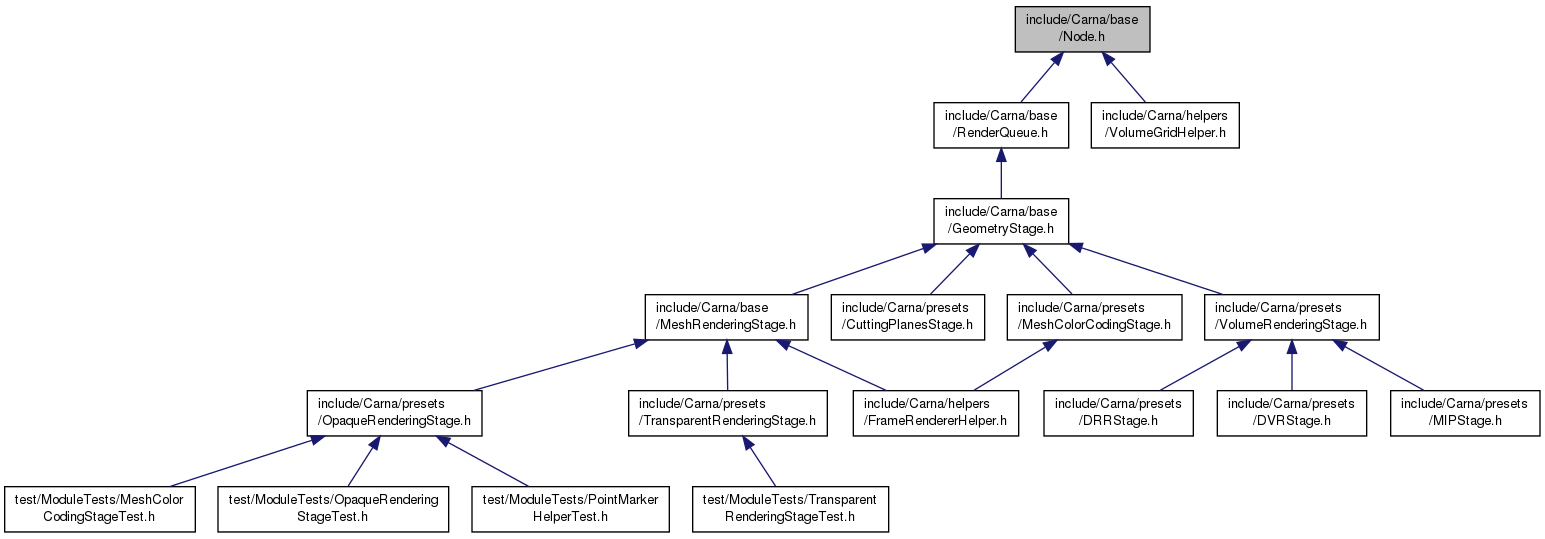 include/Carna/base
/Node.h
include/Carna/base
/RenderQueue.h
include/Carna/helpers
/VolumeGridHelper.h
include/Carna/base
/GeometryStage.h
include/Carna/base
/MeshRenderingStage.h
include/Carna/presets
/CuttingPlanesStage.h
include/Carna/presets
/MeshColorCodingStage.h
include/Carna/presets
/VolumeRenderingStage.h
include/Carna/presets
/OpaqueRenderingStage.h
include/Carna/presets
/TransparentRenderingStage.h
include/Carna/helpers
/FrameRendererHelper.h
include/Carna/presets
/DRRStage.h
include/Carna/presets
/DVRStage.h
include/Carna/presets
/MIPStage.h
test/ModuleTests/MeshColor
CodingStageTest.h
test/ModuleTests/OpaqueRendering
StageTest.h
test/ModuleTests/PointMarker
HelperTest.h
test/ModuleTests/Transparent
RenderingStageTest.h